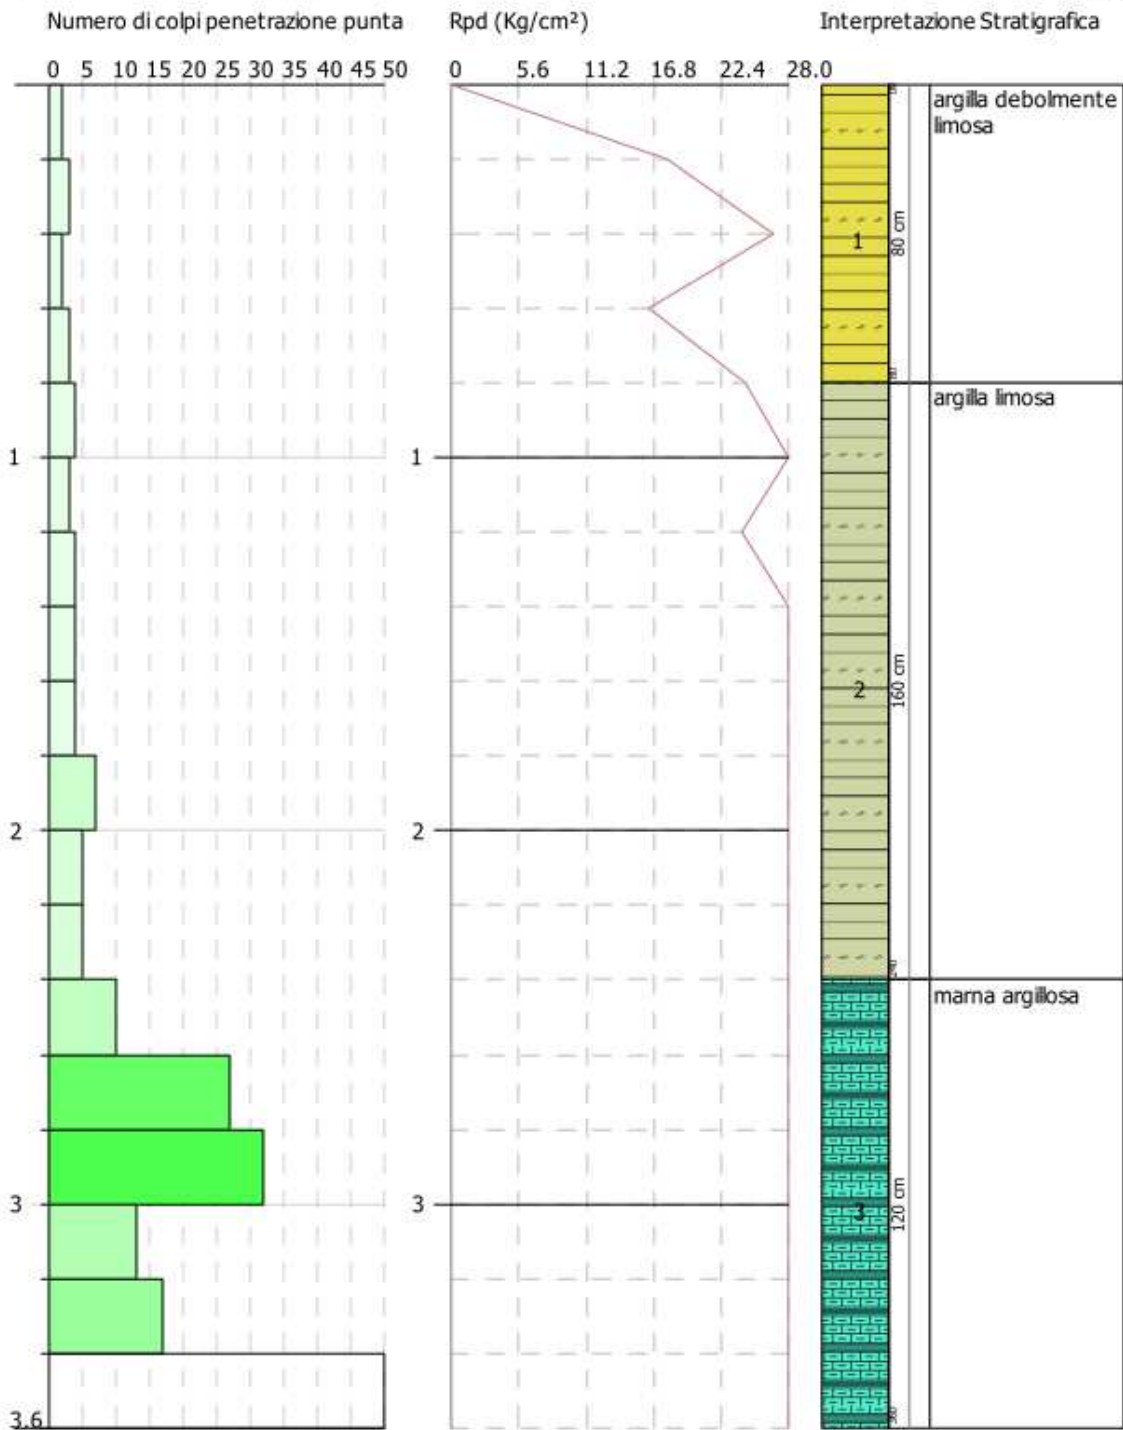 Numero di colpi penetrazione punta
Rpd (Kg/cm²)
Interpretazione Stratigrafica
0 5 10 15 20 25 30 35 40 45 50
0 5.6 11.2 16.8 22.4 28.0
argilla debolmente
limosa
1
80 cm
argilla limosa
1
1
2
160 cm
2
2
marna argillosa
3
3
3
120 cm
3.6
360